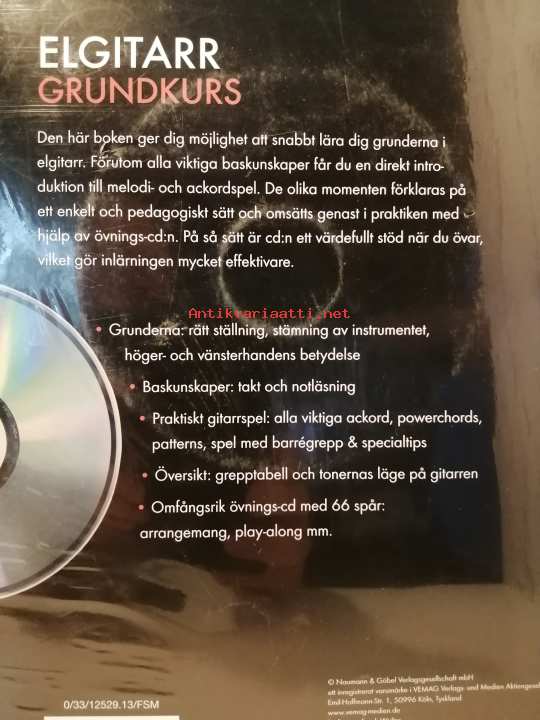 ELGITARR
GRUNDKURS
Den här boken ger dig möjlighet att snabbt lära dig grunderna i
elgitarr. Förutom alla viktiga baskunskaper får du en direkt intro-
duktion till melodi- och ackordspel. De olika momenten förklaras på
ett enkelt och pedagogiskt sätt och omsätts genast i praktiken med
hjälp av övnings-cd:n. På så sätt är cd:n ett värdefullt stöd när du övar,
vilket gör inlärningen mycket effektivare.
Antikvariaatti.net
• Grunderna: rätt ställning, stämning av instrumentet,
höger- och vänsterhandens betydelse
• Baskunskaper: takt och notläsning
• Praktiskt gitarrspel: alla viktiga ackord, powerchords,
patterns, spel med barrégrepp & specialtips
• Översikt: grepptabell och tonernas läge på gitarren
• Omfångsrik övnings-cd med 66 spår:
arrangemang, play-along mm.
© Naumann & Göbel Verlagsgesellschaft mbH
ett inregistrerat varumärke i VEMAG Verlags- und Medien Aktiengesel
Emil-Hoffmann-Str. 1, 50996 Köln, Tyskland
www.vemag-medien.de
0/33/12529.13/FSM